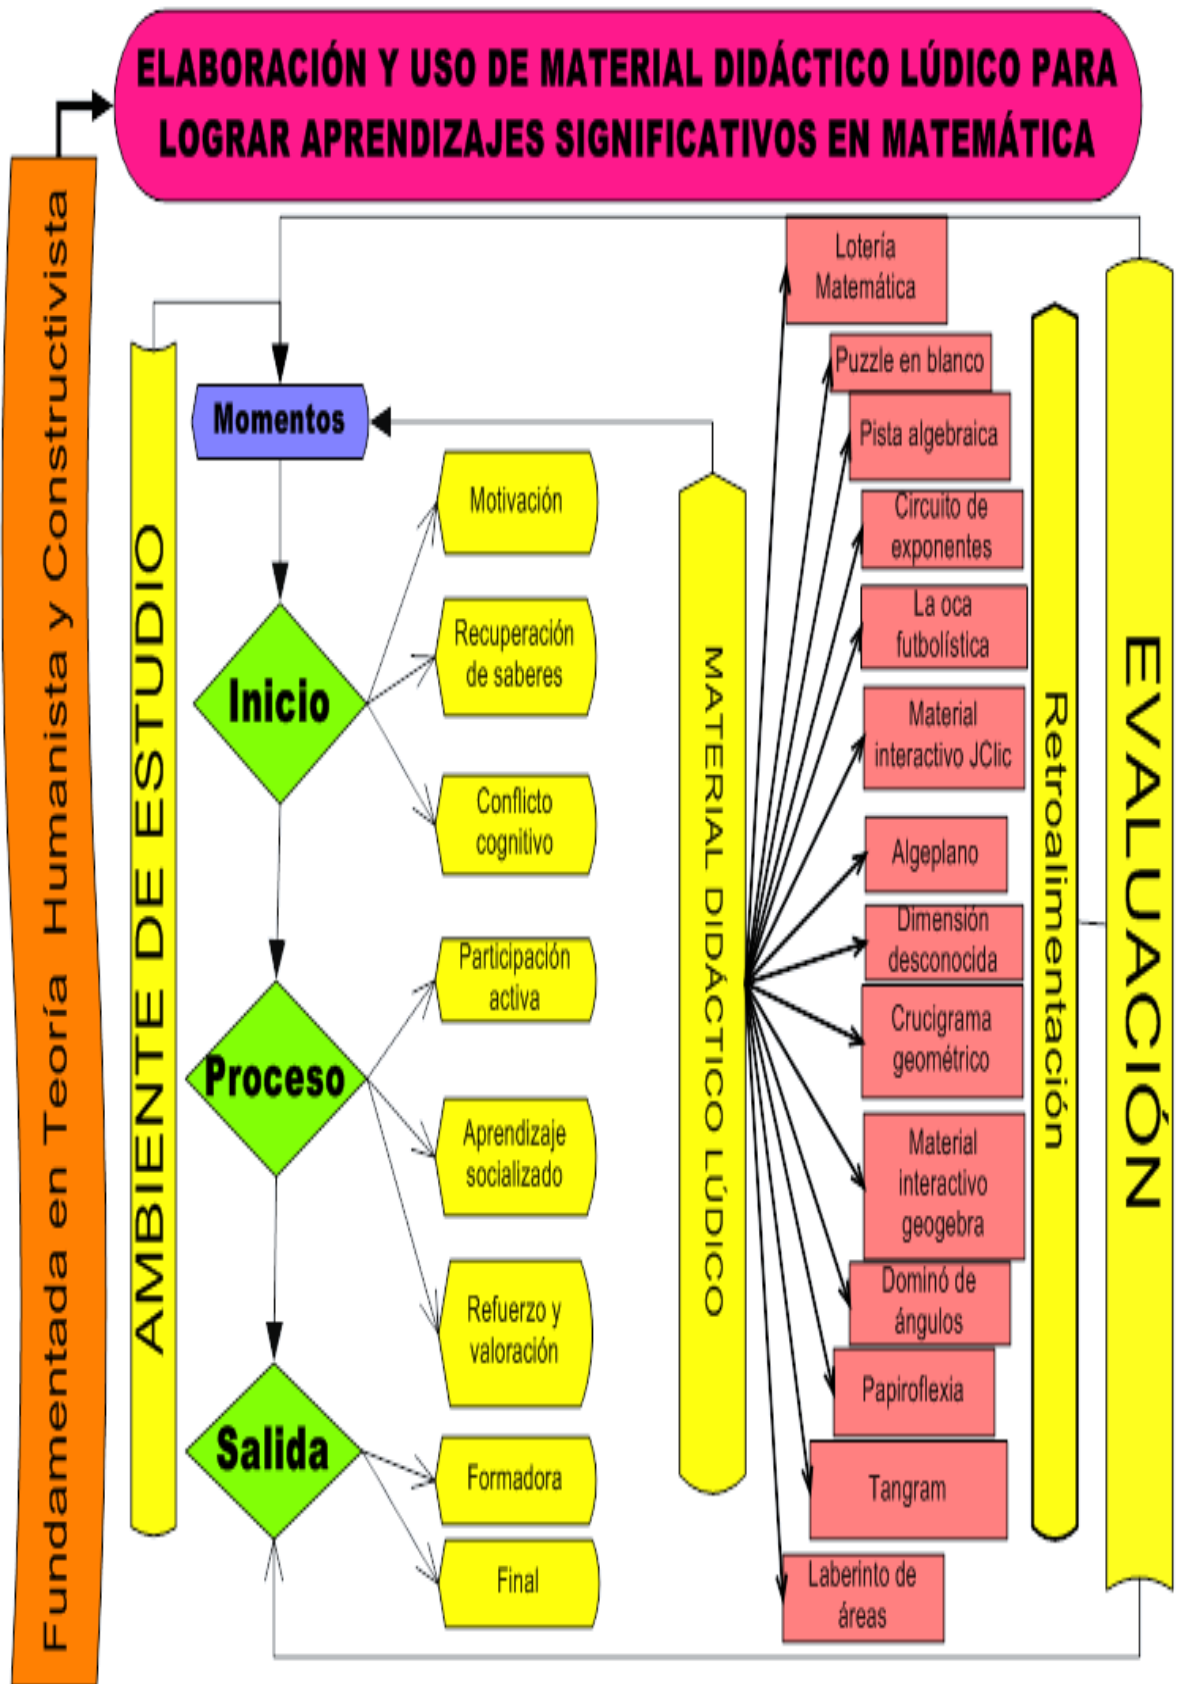 ELABORACIÓN Y USO DE MATERIAL DIDÁCTICO LÚDICO PARA
LOGRAR APRENDIZAJES SIGNIFICATIVOS EN MATEMÁTICA
Fundamentada en Teoría Humanista y Constructivista
AMBIENTE DE ESTUDIO
Momentos
Inicio
Motivación
Recuperación
de saberes
Conflicto
cognitivo
Proceso
Participación
activa
Aprendizaje
socializado
Refuerzo y
valoración
Salida
Formadora
Final
MATERIAL DIDÁCTICO LÚDICO
Lotería
Matemática
Puzzle en blanco
Pista algebraica
Circuito de
exponentes
La oca
futbolística
Material
interactivo JClic
Algeplano
Dimensión
desconocida
Crucigrama
geométrico
Material
interactivo
geogebra
Dominó de
ángulos
Papiroflexia
Tangram
Laberinto de
áreas
Retroalimentación
EVALUACIÓN